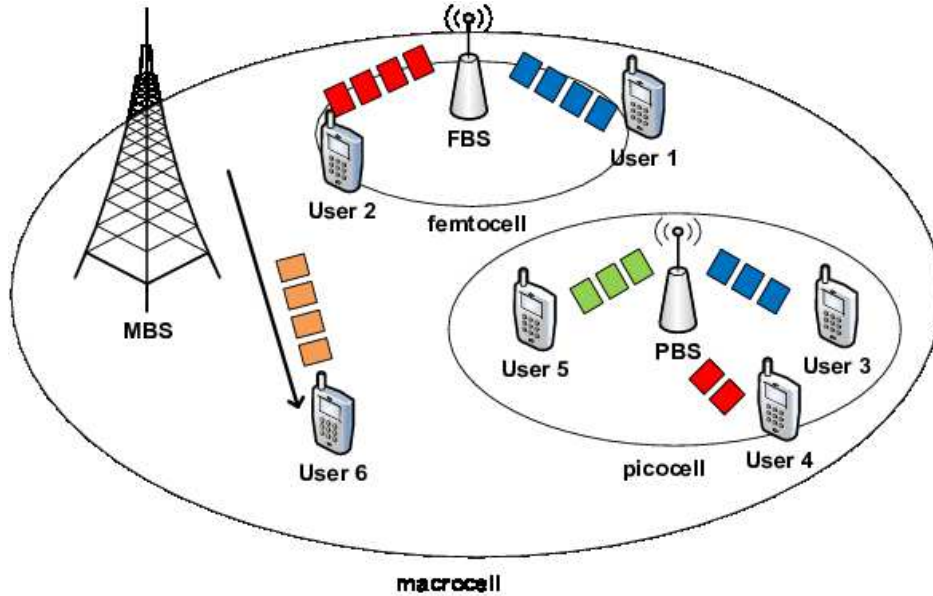 FBS
User 1
User 2
femtocell
MBS
User 5
PBS
User 3
User 6
picocell
User 4
macrocell